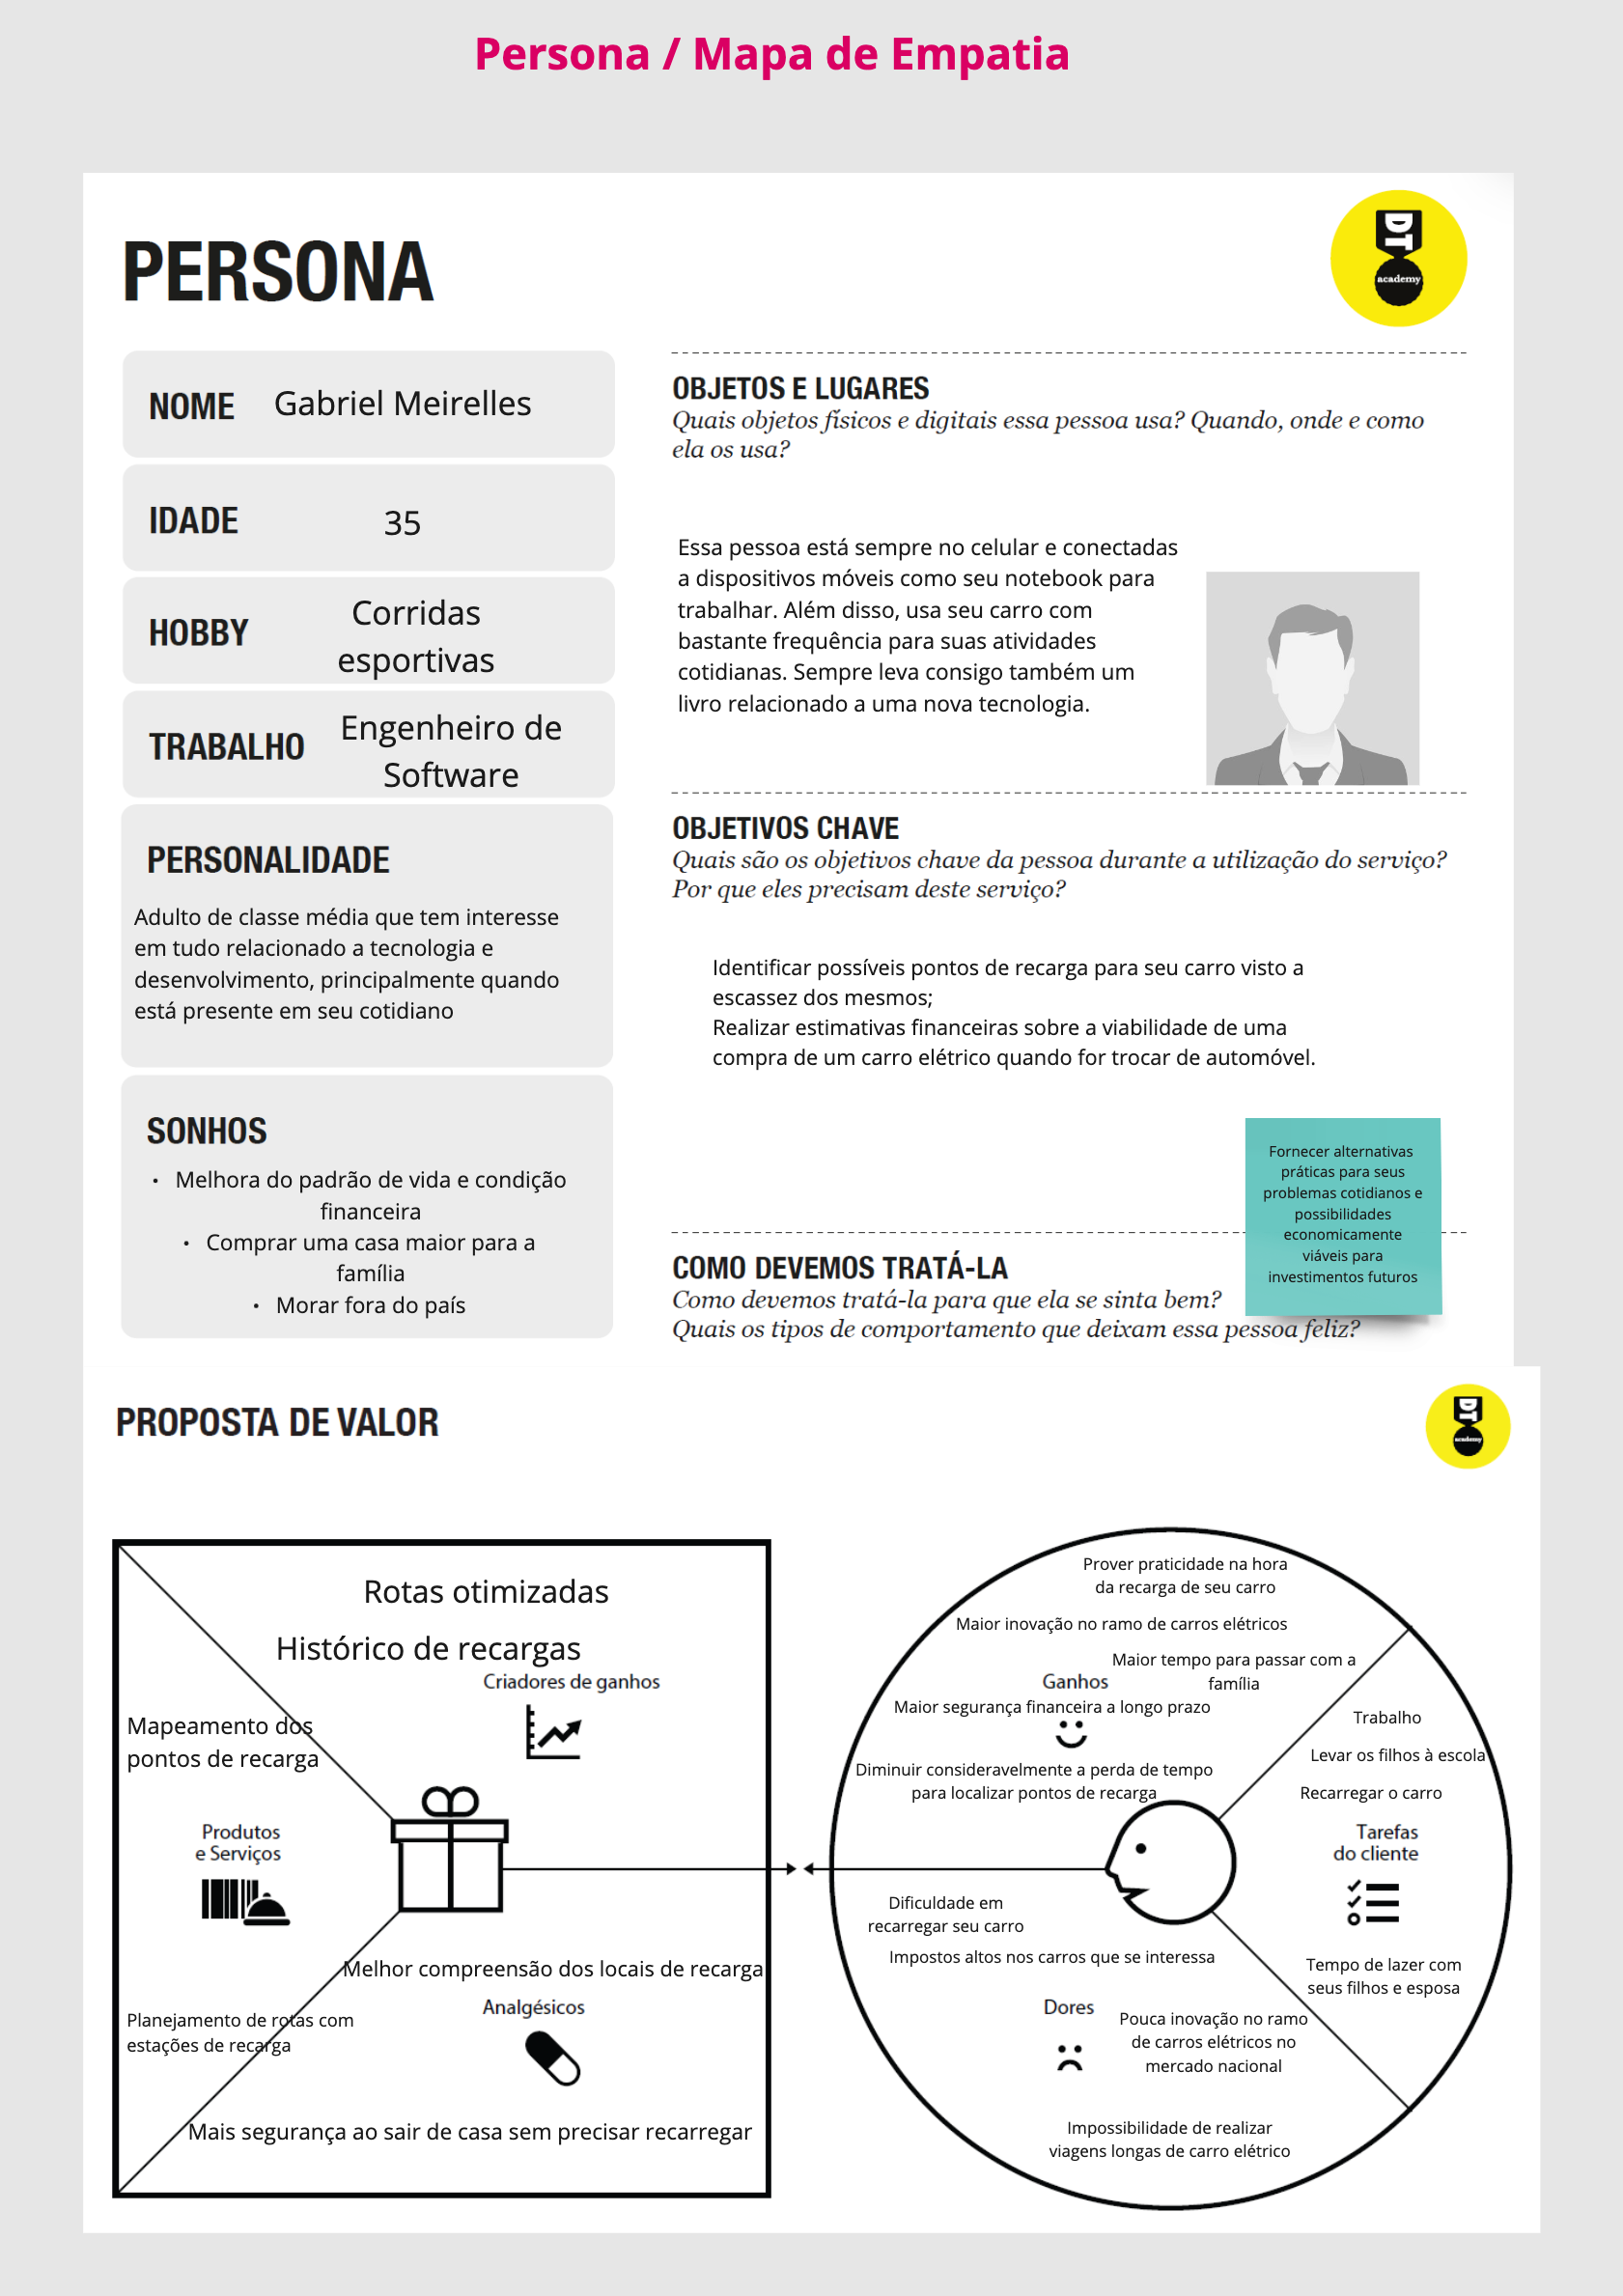 Persona / Mapa de Empatia
PERSONA
DT
academy
NOME
Gabriel Meirelles
IDADE
35
HOBBY
Corridas
esportivas
TRABALHO
Engenheiro de
Software
PERSONALIDADE
Adulto de classe média que tem interesse
em tudo relacionado a tecnologia e
desenvolvimento, principalmente quando
está presente em seu cotidiano
SONHOS
• Melhora do padrão de vida e condição
financeira
• Comprar uma casa maior para a
família
• Morar fora do país
OBJETOS E LUGARES
Quais objetos físicos e digitais essa pessoa usa? Quando, onde e como
ela os usa?
Essa pessoa está sempre no celular e conectadas
a dispositivos móveis como seu notebook para
trabalhar. Além disso, usa seu carro com
bastante frequência para suas atividades
cotidianas. Sempre leva consigo também um
livro relacionado a uma nova tecnologia.
OBJETIVOS CHAVE
Quais são os objetivos chave da pessoa durante a utilização do serviço?
Por que eles precisam deste serviço?
Identificar possíveis pontos de recarga para seu carro visto a
escassez dos mesmos;
Realizar estimativas financeiras sobre a viabilidade de uma
compra de um carro elétrico quando for trocar de automóvel.
Fornecer alternativas
práticas para seus
problemas cotidianos e
possibilidades
economicamente
viáveis para
investimentos futuros
COMO DEVEMOS TRATÁ-LA
Como devemos tratá-la para que ela se sinta bem?
Quais os tipos de comportamento que deixam essa pessoa feliz?
PROPOSTA DE VALOR
DT
academy
Rotas otimizadas
Histórico de recargas
Criadores de ganhos
Mapeamento dos
pontos de recarga
Produtos
e Serviços
Planejamento de rotas com
estações de recarga
Melhor compreensão dos locais de recarga
Analgésicos
Mais segurança ao sair de casa sem precisar recarregar
Prover praticidade na hora
da recarga de seu carro
Maior inovação no ramo de carros elétricos
Maior tempo para passar com a
família
Ganhos
Maior segurança financeira a longo prazo
Diminuir consideravelmente a perda de tempo
para localizar pontos de recarga
Trabalho
Levar os filhos à escola
Recarregar o carro
Tarefas
do cliente
Tempo de lazer com
seus filhos e esposa
Dificuldade em
recarregar seu carro
Impostos altos nos carros que se interessa
Dores
Pouca inovação no ramo
de carros elétricos no
mercado nacional
Impossibilidade de realizar
viagens longas de carro elétrico